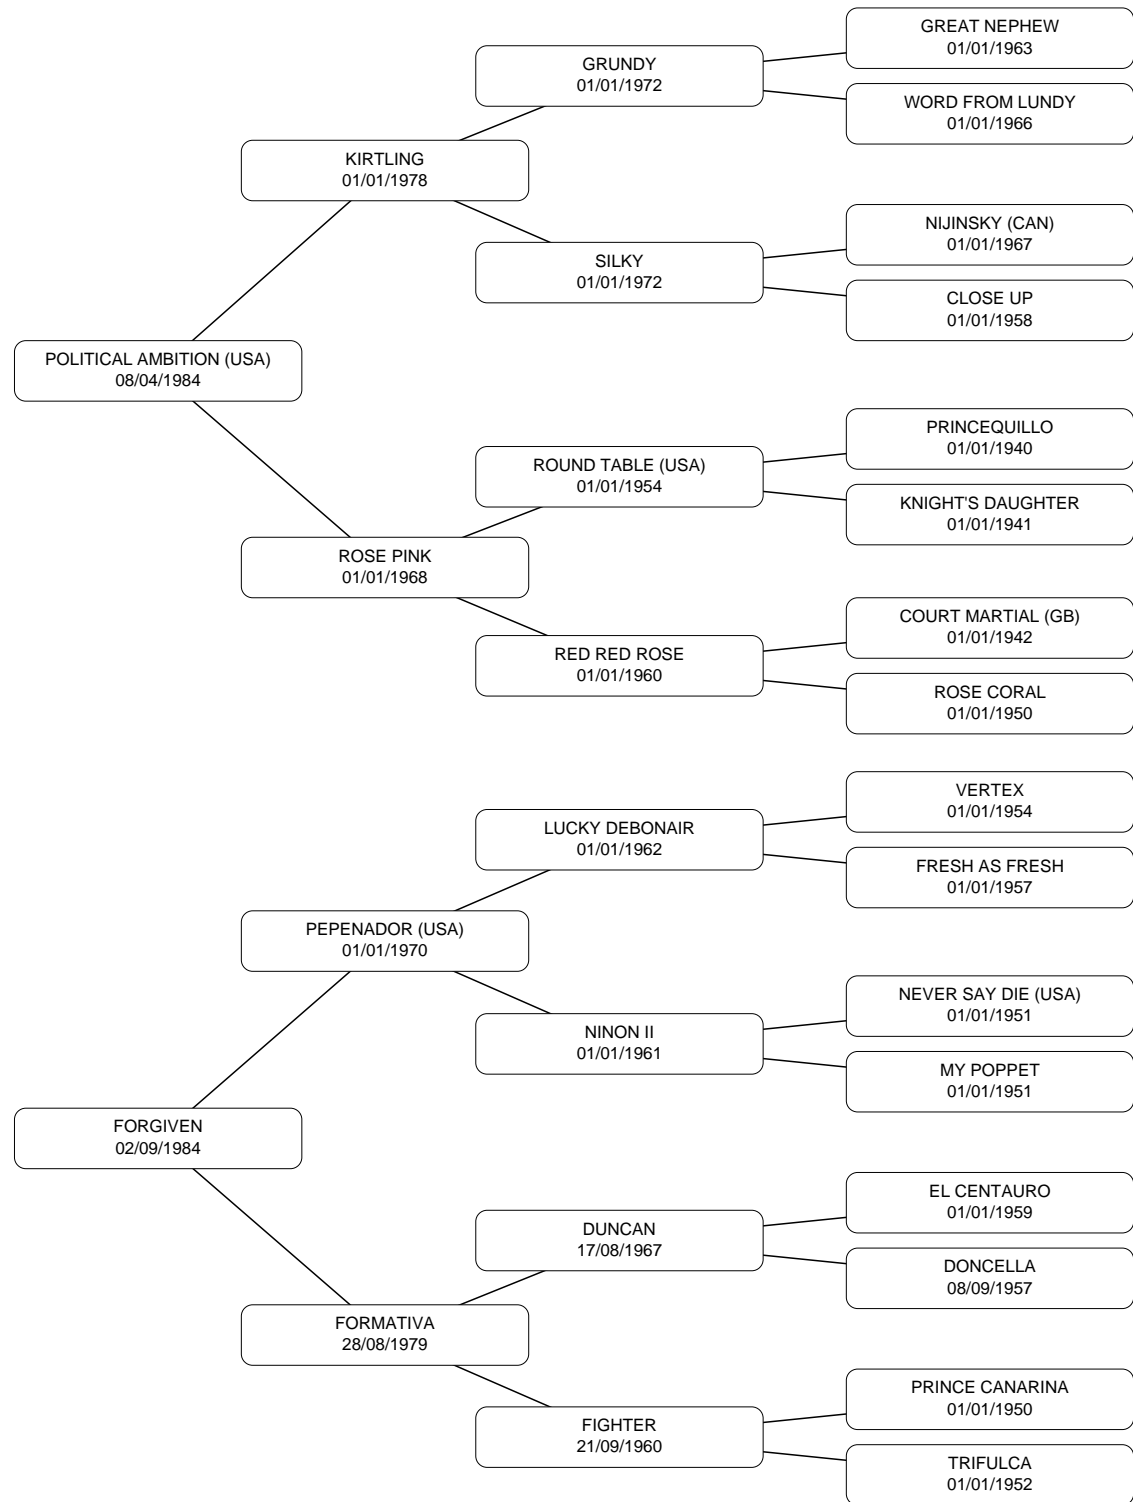 GREAT NEPHEW
01/01/1963
GRUNDY
01/01/1972
WORD FROM LUNDY
01/01/1966
KIRTLING
01/01/1978
NIJINSKY (CAN)
01/01/1967
SILKY
01/01/1972
CLOSE UP
01/01/1958
POLITICAL AMBITION (USA)
08/04/1984
PRINCEQUILLO
01/01/1940
ROUND TABLE (USA)
01/01/1954
KNIGHT'S DAUGHTER
01/01/1941
ROSE PINK
01/01/1968
COURT MARTIAL (GB)
01/01/1942
RED RED ROSE
01/01/1960
ROSE CORAL
01/01/1950
VERTEX
01/01/1954
LUCKY DEBONAIR
01/01/1962
FRESH AS FRESH
01/01/1957
PEPENADOR (USA)
01/01/1970
NEVER SAY DIE (USA)
01/01/1951
NINON II
01/01/1961
MY POPPET
01/01/1951
FORGIVEN
02/09/1984
EL CENTAURO
01/01/1959
DUNCAN
17/08/1967
DONCELLA
08/09/1957
FORMATIVA
28/08/1979
PRINCE CANARINA
01/01/1950
FIGHTER
21/09/1960
TRIFULCA
01/01/1952